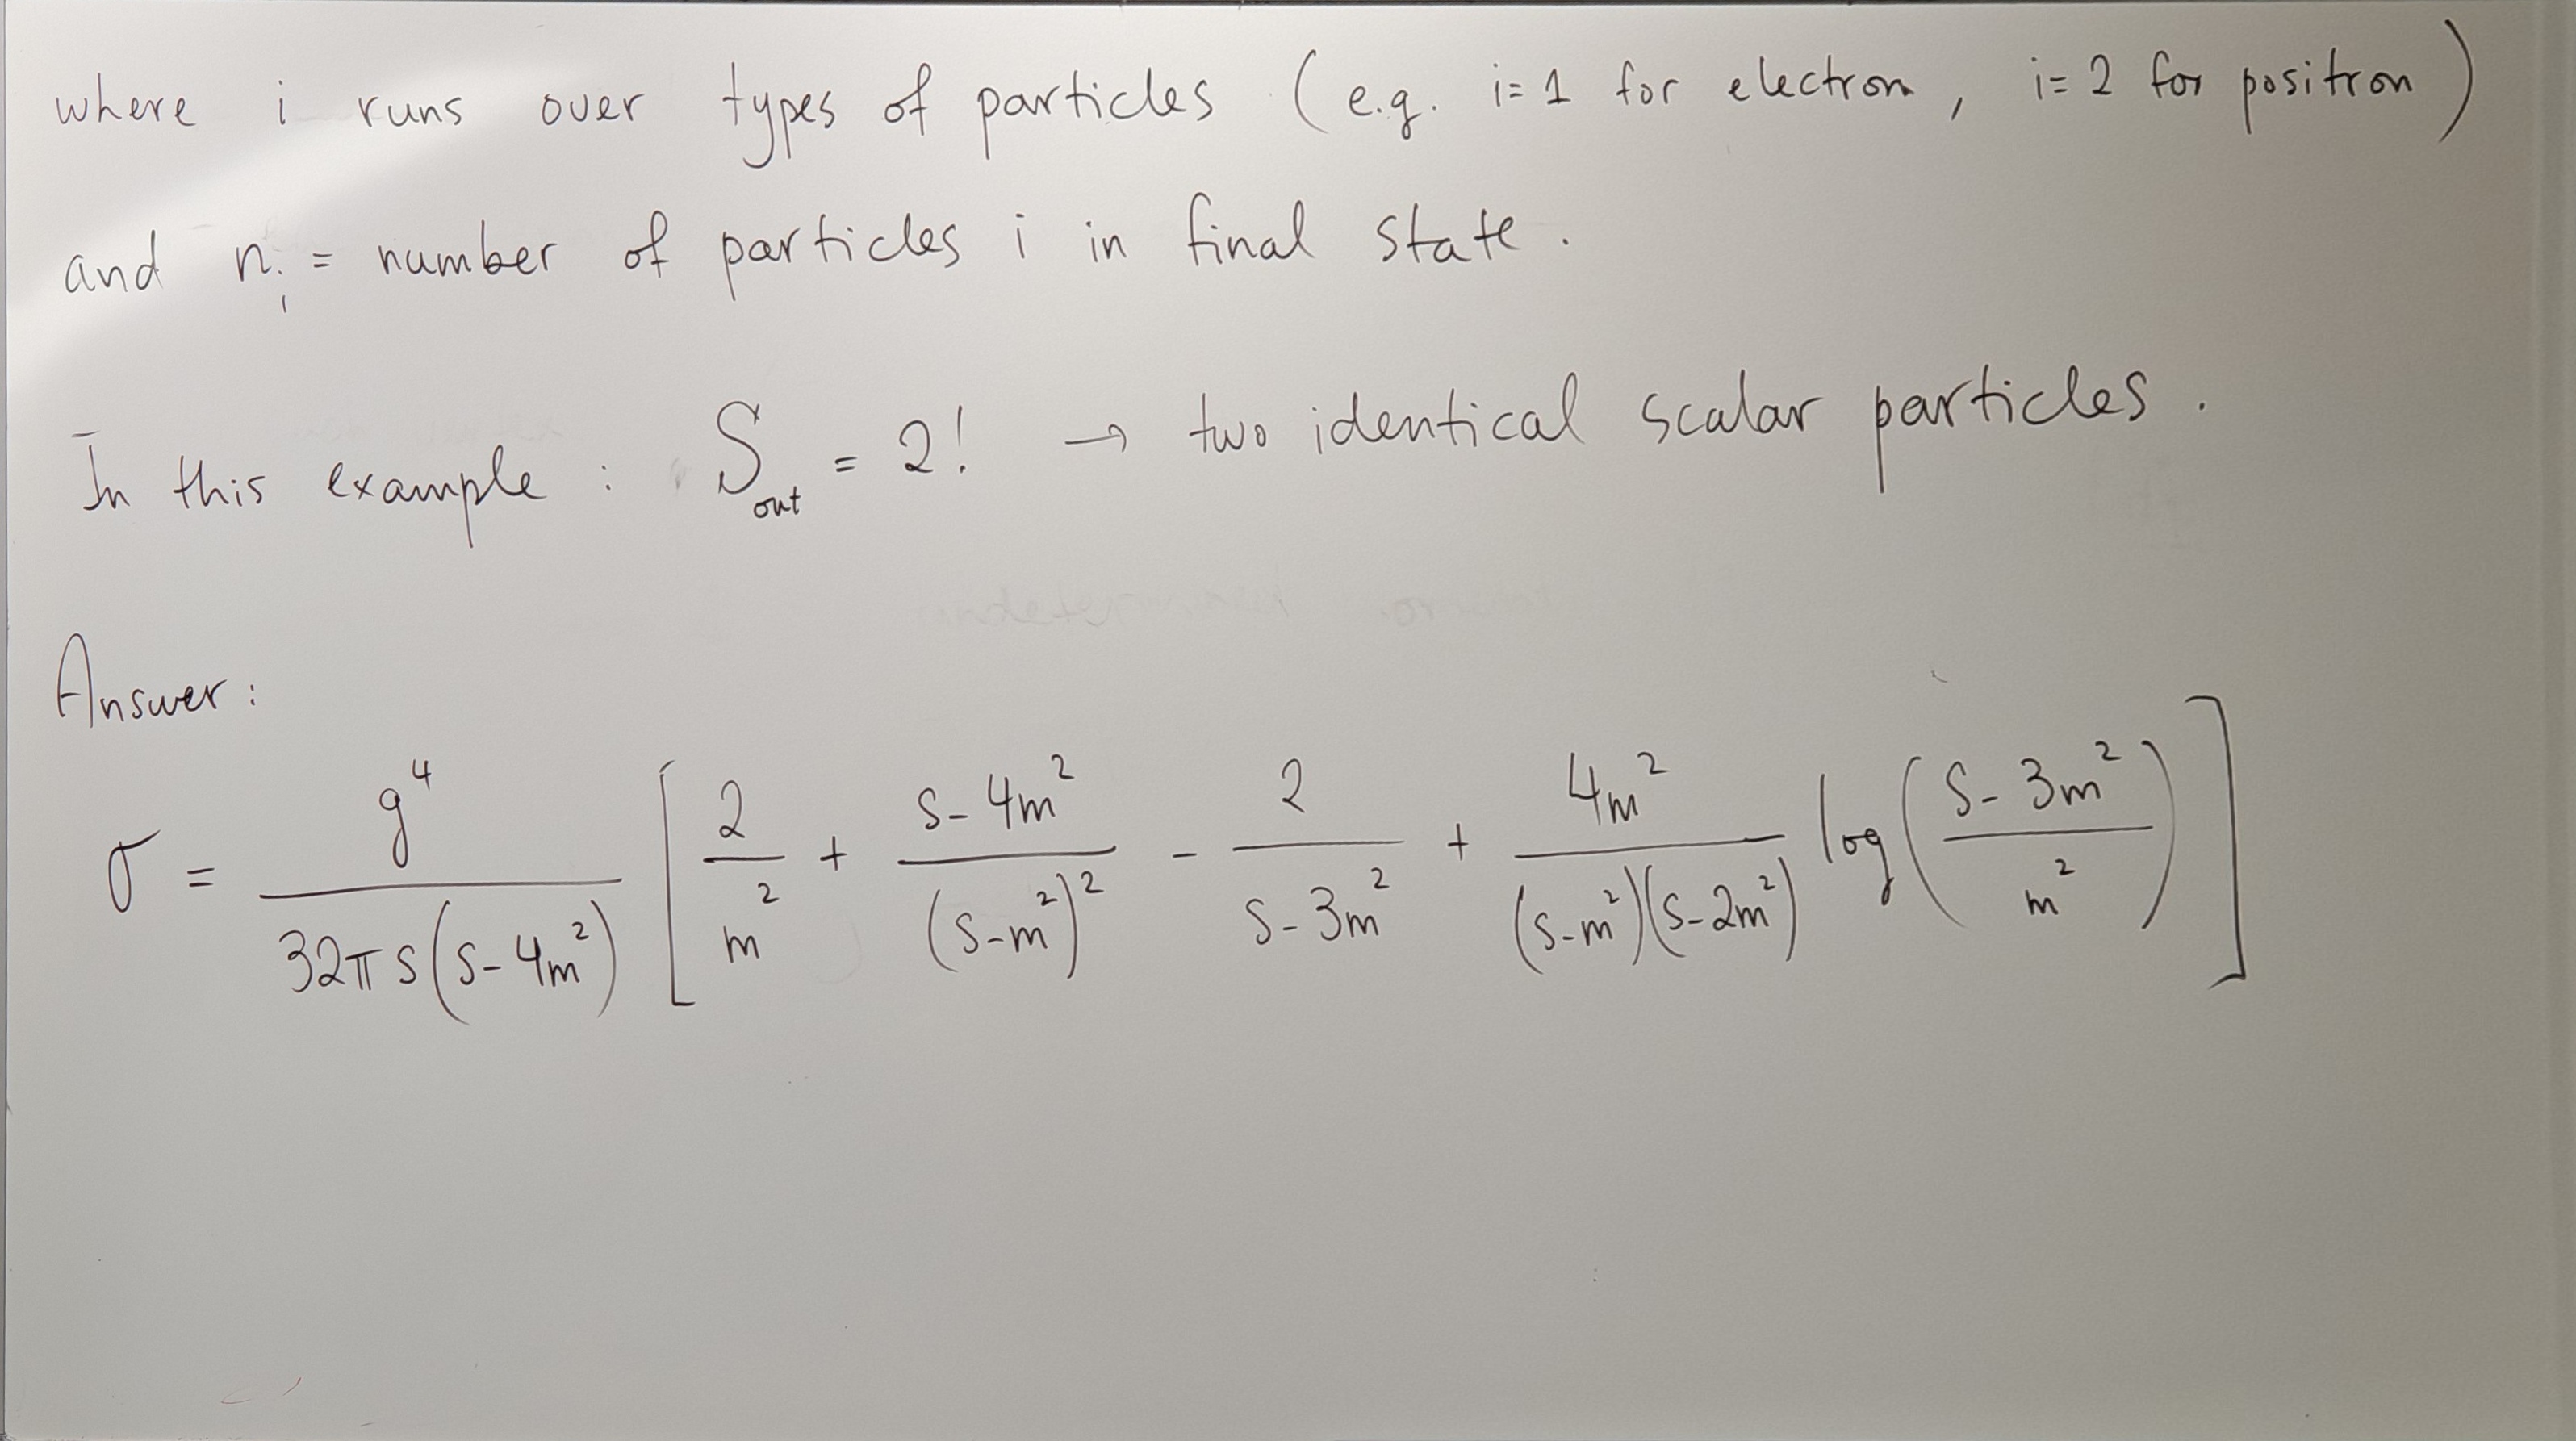 where i runs over types of particles (e.g. i=1 for electron, i=2 for positron)
and n_i = number of particles i in final state.
In this example : S_out = 2! → two identical scalar particles.
Answer:
σ = g^4 / (32π s(s-4m^2)) [ 2/m^2 + (s-4m^2)/(s-m^2)^2 - 2/(s-3m^2) + 4m^2/((s-m^2)(s-2m^2)) log((s-3m^2)/m^2) ]